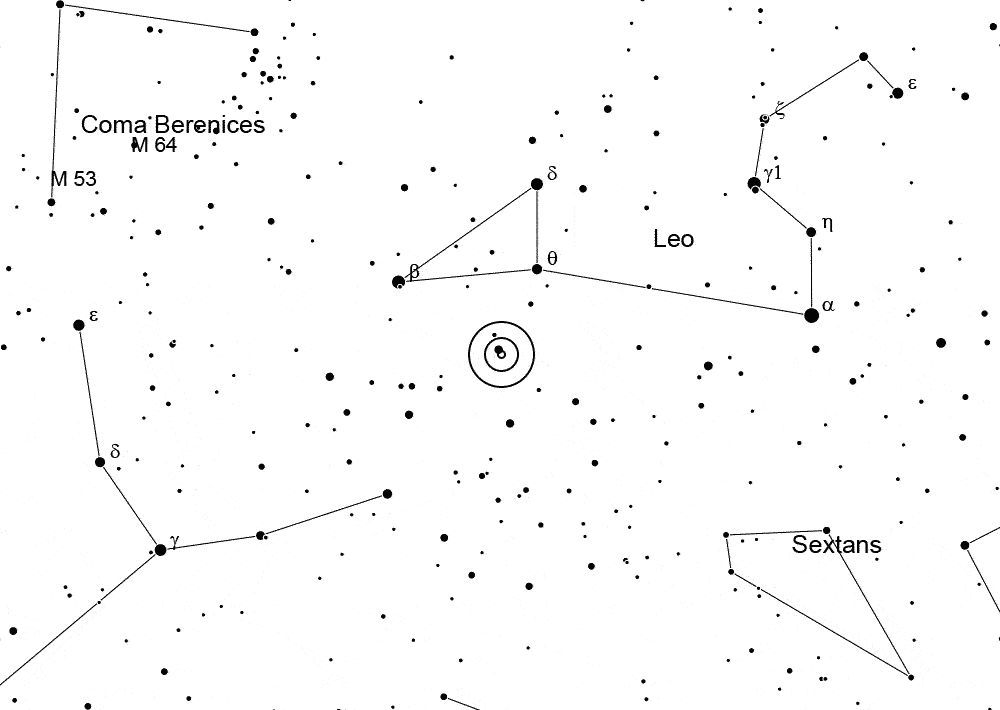 ε
ζ
Coma Berenices
M 64
δ
γ1
M 53
η
Leo
θ
β
α
ε
δ
γ
Sextans